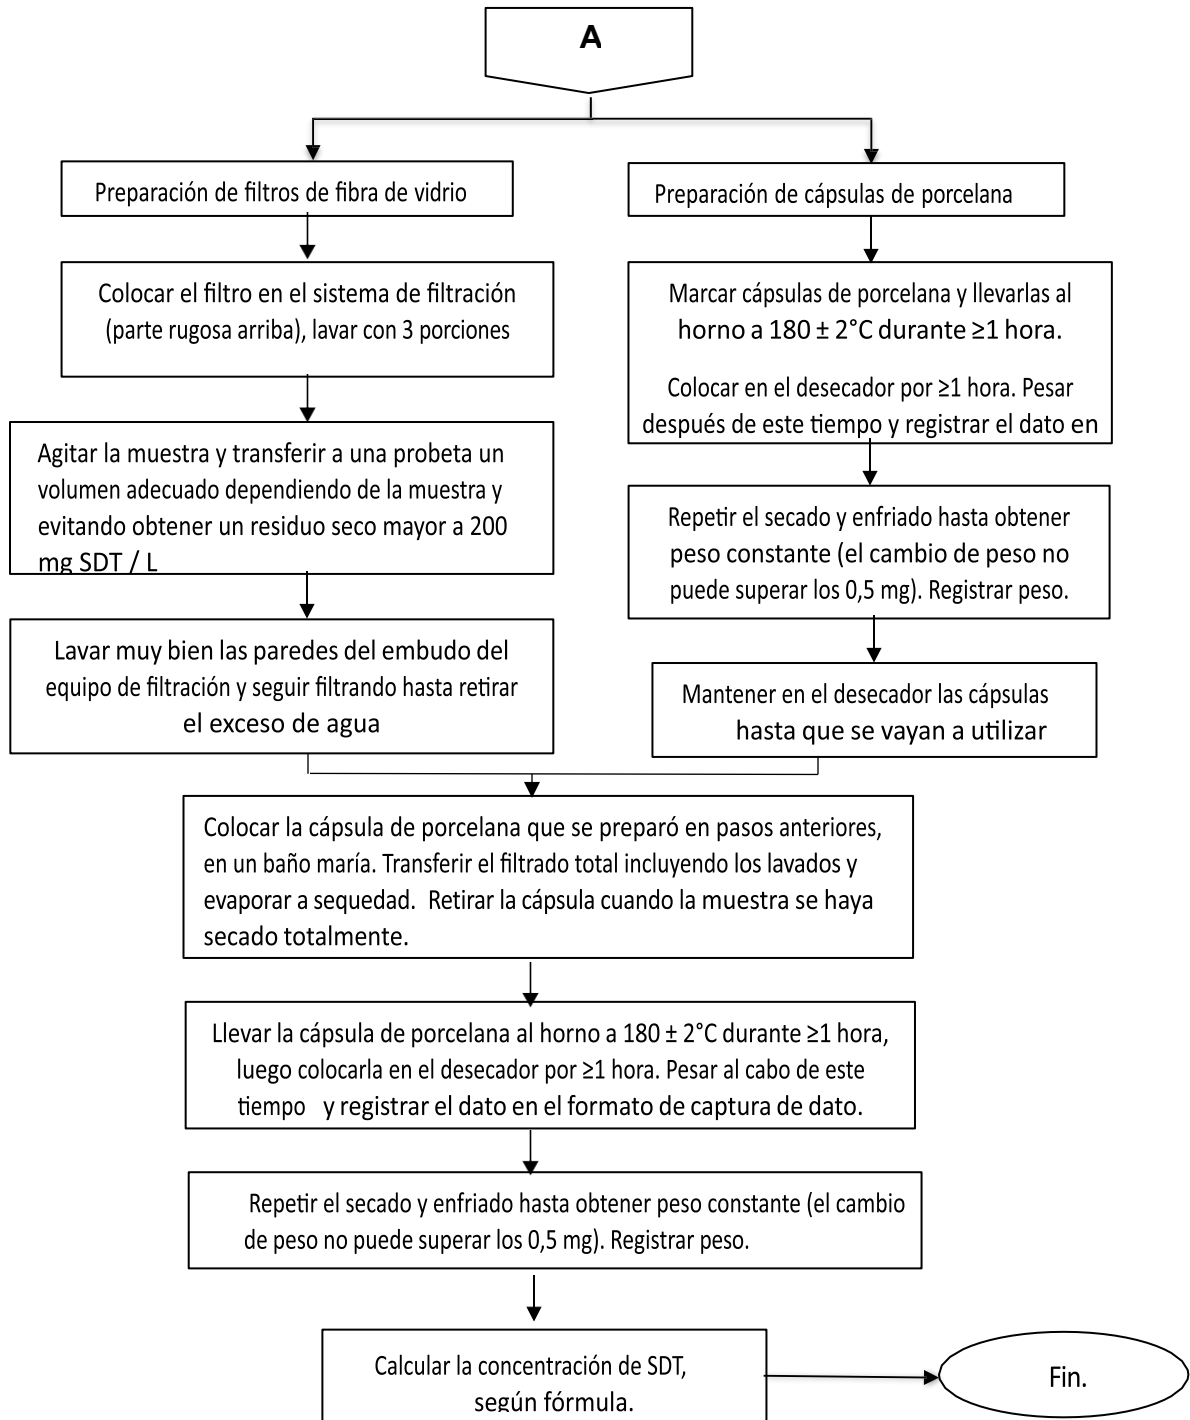 A
Preparación de filtros de fibra de vidrio
Colocar el filtro en el sistema de filtración
(parte rugosa arriba), lavar con 3 porciones
Agitar la muestra y transferir a una probeta un
volumen adecuado dependiendo de la muestra y
evitando obtener un residuo seco mayor a 200
mg SDT / L
Lavar muy bien las paredes del embudo del
equipo de filtración y seguir filtrando hasta retirar
el exceso de agua
Preparación de cápsulas de porcelana
Marcar cápsulas de porcelana y llevarlas al
horno a 180 ± 2°C durante ≥1 hora.
Colocar en el desecador por ≥1 hora. Pesar
después de este tiempo y registrar el dato en
Repetir el secado y enfriado hasta obtener
peso constante (el cambio de peso no
puede superar los 0,5 mg). Registrar peso.
Mantener en el desecador las cápsulas
hasta que se vayan a utilizar
Colocar la cápsula de porcelana que se preparó en pasos anteriores,
en un baño maría. Transferir el filtrado total incluyendo los lavados y
evaporar a sequedad. Retirar la cápsula cuando la muestra se haya
secado totalmente.
Llevar la cápsula de porcelana al horno a 180 ± 2°C durante ≥1 hora,
luego colocarla en el desecador por ≥1 hora. Pesar al cabo de este
tiempo y registrar el dato en el formato de captura de dato.
Repetir el secado y enfriado hasta obtener peso constante (el cambio
de peso no puede superar los 0,5 mg). Registrar peso.
Calcular la concentración de SDT,
según fórmula.
Fin.